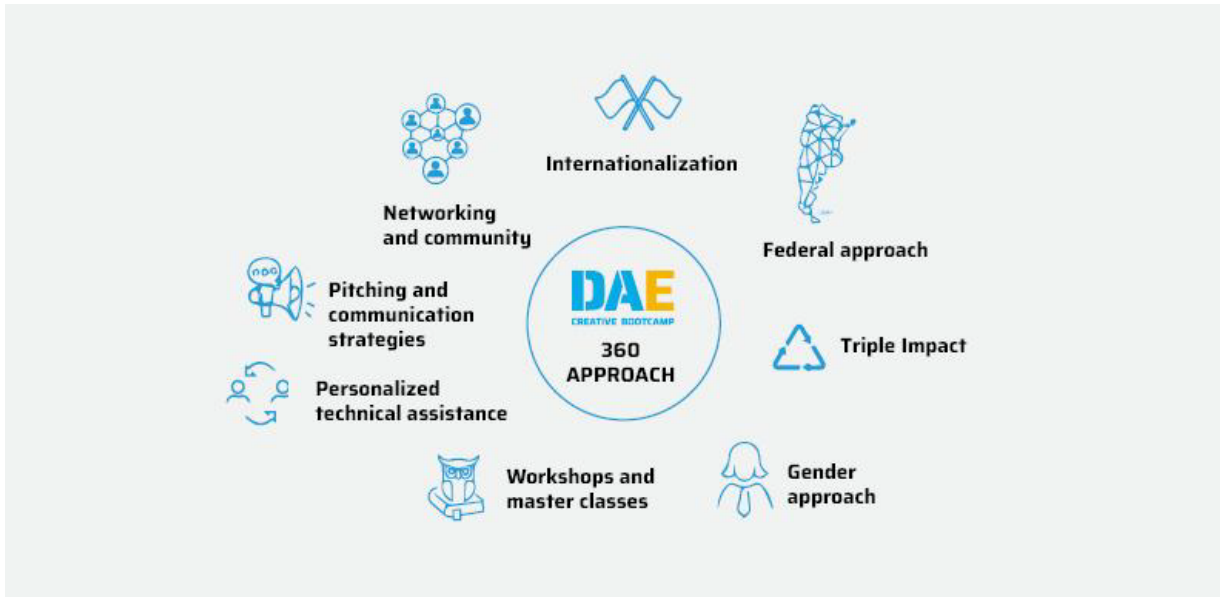 Internationalization
Federal approach
Triple Impact
Gender
approach
Workshops and
master classes
Personalized
technical assistance
Pitching and
communication
strategies
Networking
and community
DAE
CREATIVE BOOTCAMP
360
APPROACH